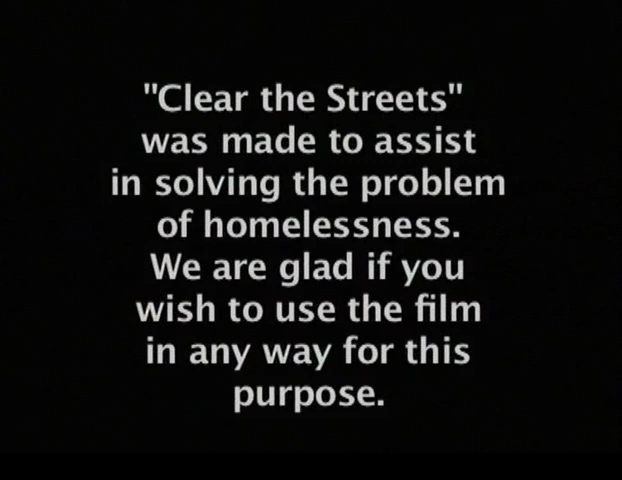 "Clear the Streets"
was made to assist
in solving the problem
of homelessness.
We are glad if you
wish to use the film
in any way for this
purpose.